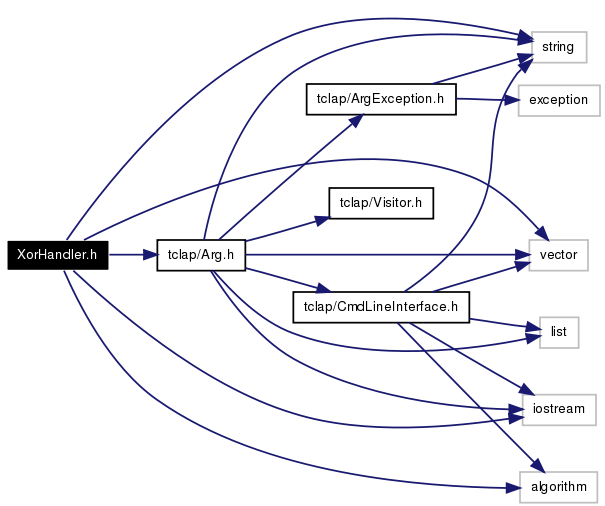 string
tclap/ArgException.h
exception
tclap/Visitor.h
XorHandler.h
tclap/Arg.h
vector
tclap/CmdLineInterface.h
list
iostream
algorithm